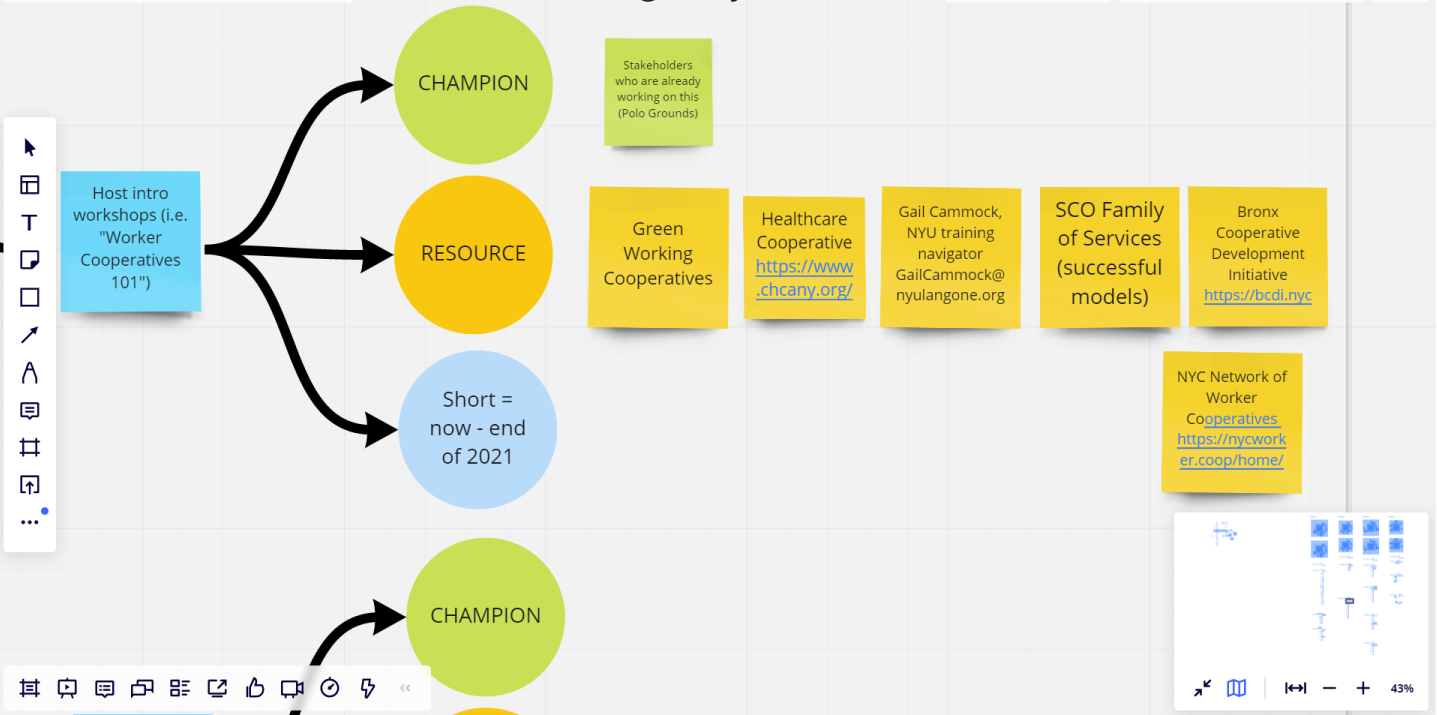 CHAMPION
Stakeholders
who are already
working on this
(Polo Grounds)
Host intro
workshops (i.e.
"Worker
Cooperatives
101")
RESOURCE
Green
Working
Cooperatives
Healthcare
Cooperative
https://www
.chcany.org/
Gail Cammock,
NYU training
navigator
GailCammock@
nyulangone.org
SCO Family
of Services
(successful
models)
Bronx
Cooperative
Development
Initiative
https://bcdi.nyc
Short =
now - end
of 2021
NYC Network of
Worker
Cooperatives
https://nycwork
er.coop/home/
CHAMPION
43%